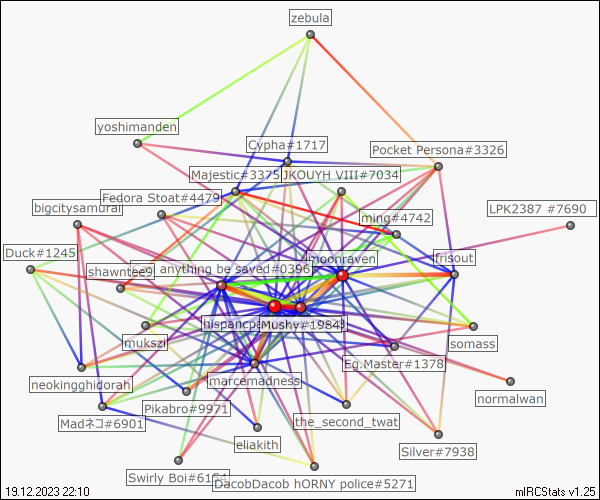 zebula
yoshimanden
Cypha#1717
Pocket Persona#3326
Majestic#3375
JKOUYH VIII#7034
Fedora Stoat#4479
bigcitysamurai
ming#4742
LPK2387 #7690
Duck#1245
lmoonraven
frisout
shawntee9
anything be saved#0396
hispancp
Mushy#1984
mukszi
somass
Eg.Master#1378
neokingghidorah
marcemadness
normalwan
Pikabro#9971
Madネコ#6901
the_second_twat
eliakith
Silver#7938
Swirly Boi#6154
DacobDacob hORNY police#5271
19.12.2023 22:10
mIRCStats v1.25